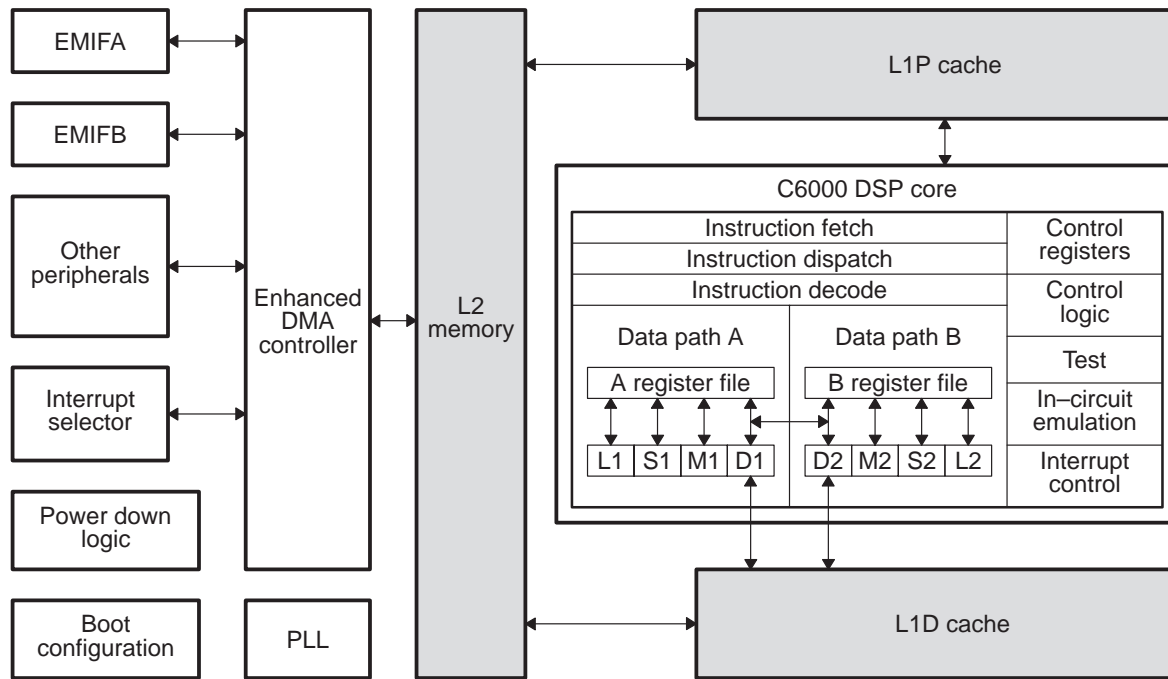 EMIFA
EMIFB
Other
peripherals
Interrupt
selector
Power down
logic
Boot
configuration
Enhanced
DMA
controller
PLL
L2
memory
L1P cache
C6000 DSP core
Instruction fetch
Instruction dispatch
Instruction decode
Data path A
A register file
L1 S1 M1 D1
Data path B
B register file
D2 M2 S2 L2
Control
registers
Control
logic
Test
In–circuit
emulation
Interrupt
control
L1D cache